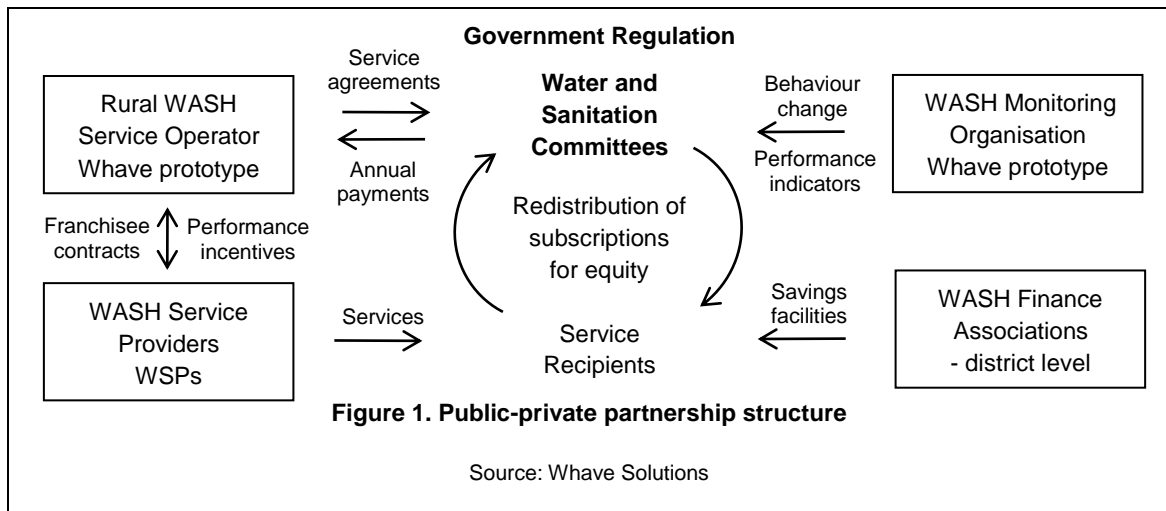 Government Regulation
Rural WASH
Service Operator
Whave prototype
Service
agreements
Annual
payments
Water and
Sanitation
Committees
Behaviour
change
Performance
indicators
WASH Monitoring
Organisation
Whave prototype
Franchisee
contracts
Performance
incentives
Redistribution of
subscriptions
for equity
WASH Service
Providers
WSPs
Services
Service
Recipients
Savings
facilities
WASH Finance
Associations
- district level
Figure 1. Public-private partnership structure
Source: Whave Solutions